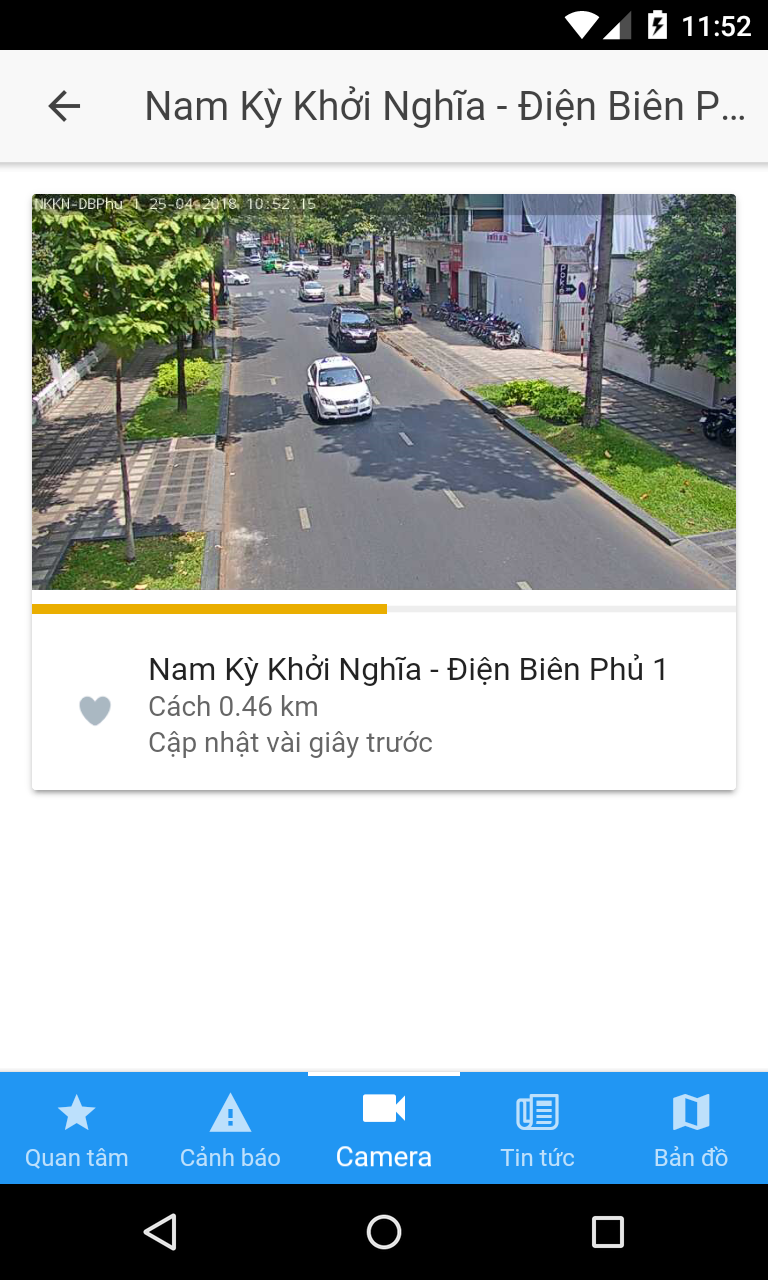 11:52
Nam Kỳ Khởi Nghĩa - Điện Biên P...
NKKN-DBPhu 1 25-04-2018 10:52:15
Nam Kỳ Khởi Nghĩa - Điện Biên Phủ 1
Cách 0.46 km
Cập nhật vài giây trước
Quan tâm
Cảnh báo
Camera
Tin tức
Bản đồ